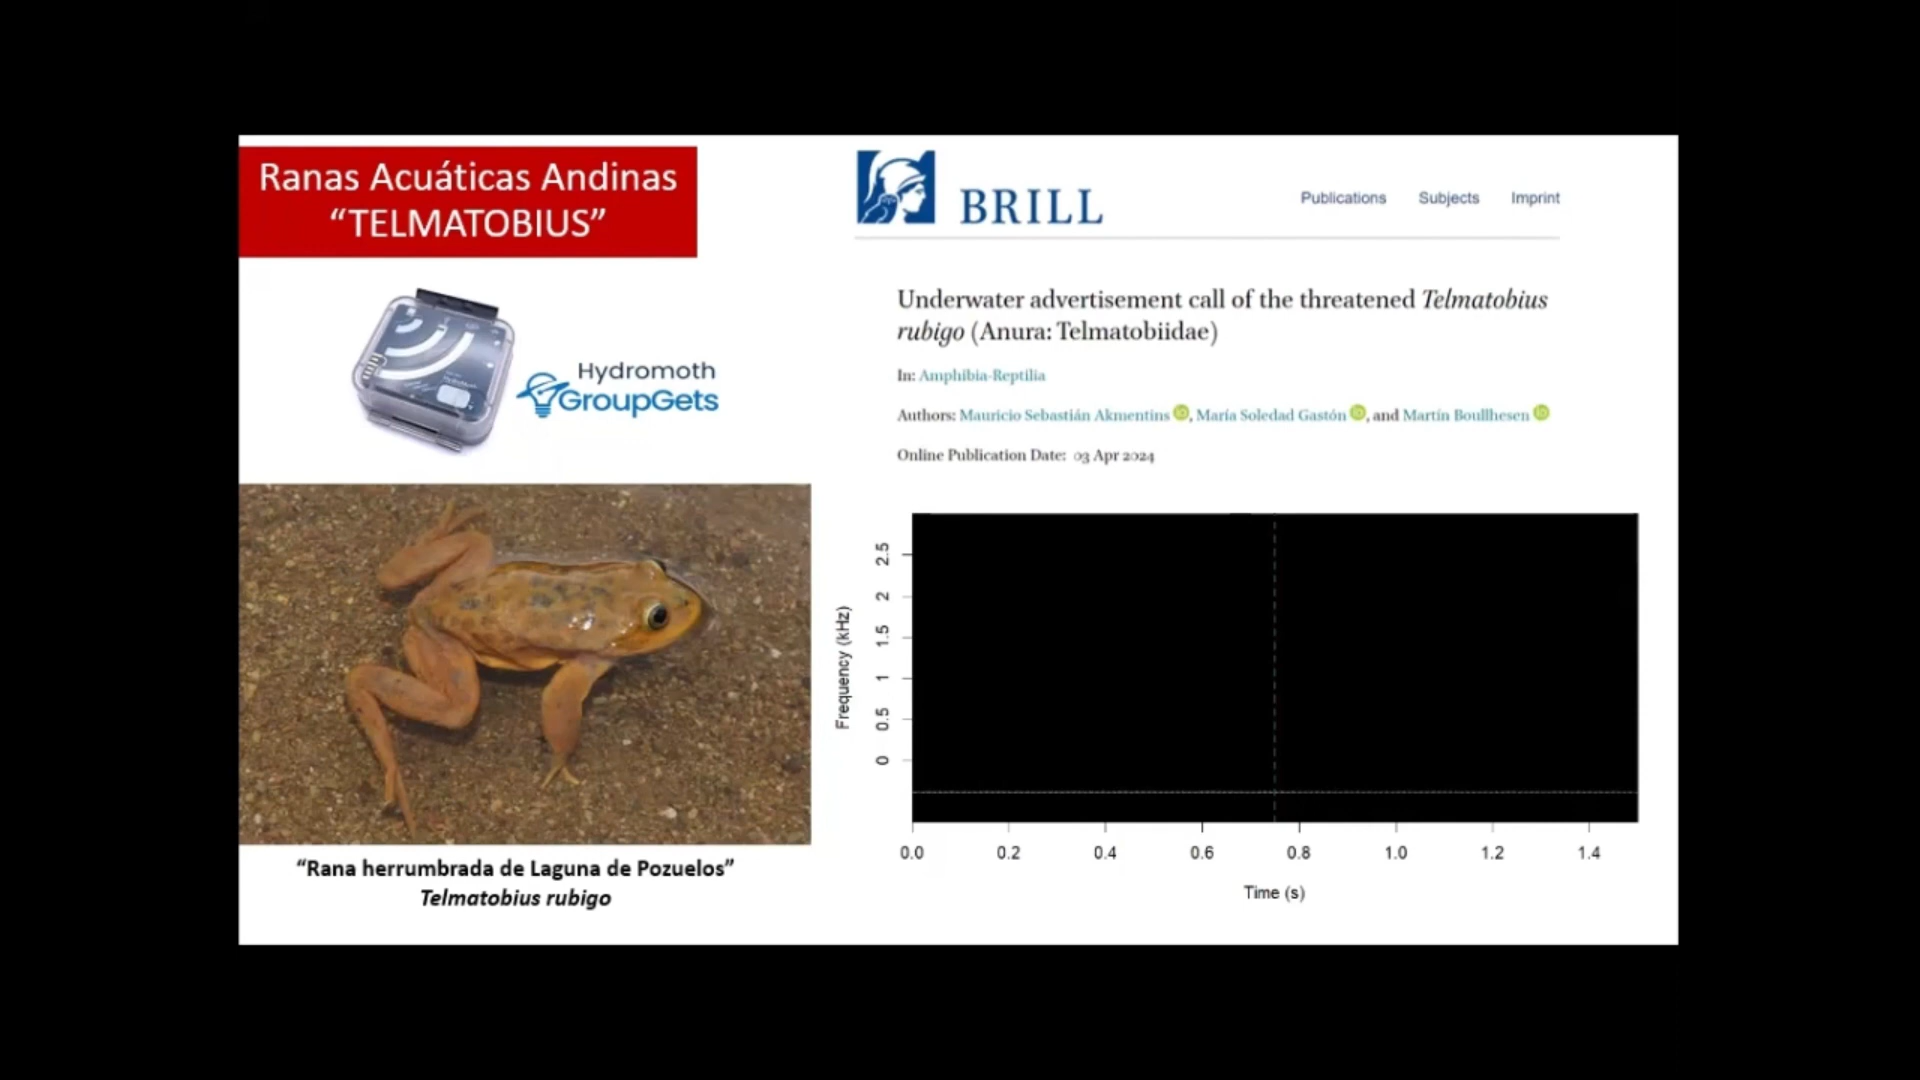 Ranas Acuáticas Andinas
“TELMATOBIUS”
Hydromoth
GroupGets
“Rana herrumbrada de Laguna de Pozuelos”
Telmatobius rubigo
BRILL
Publications Subjects Imprint
Underwater advertisement call of the threatened Telmatobius
rubigo (Anura: Telmatobiidae)
In: Amphibia-Reptilia
Authors: Mauricio Sebastián Akmentins iD, María Soledad Gastón iD, and Martín Boullhesen iD
Online Publication Date: 03 Apr 2024
Frequency (kHz)
2.5
2
1.5
1
0.5
0
0.0 0.2 0.4 0.6 0.8 1.0 1.2 1.4
Time (s)